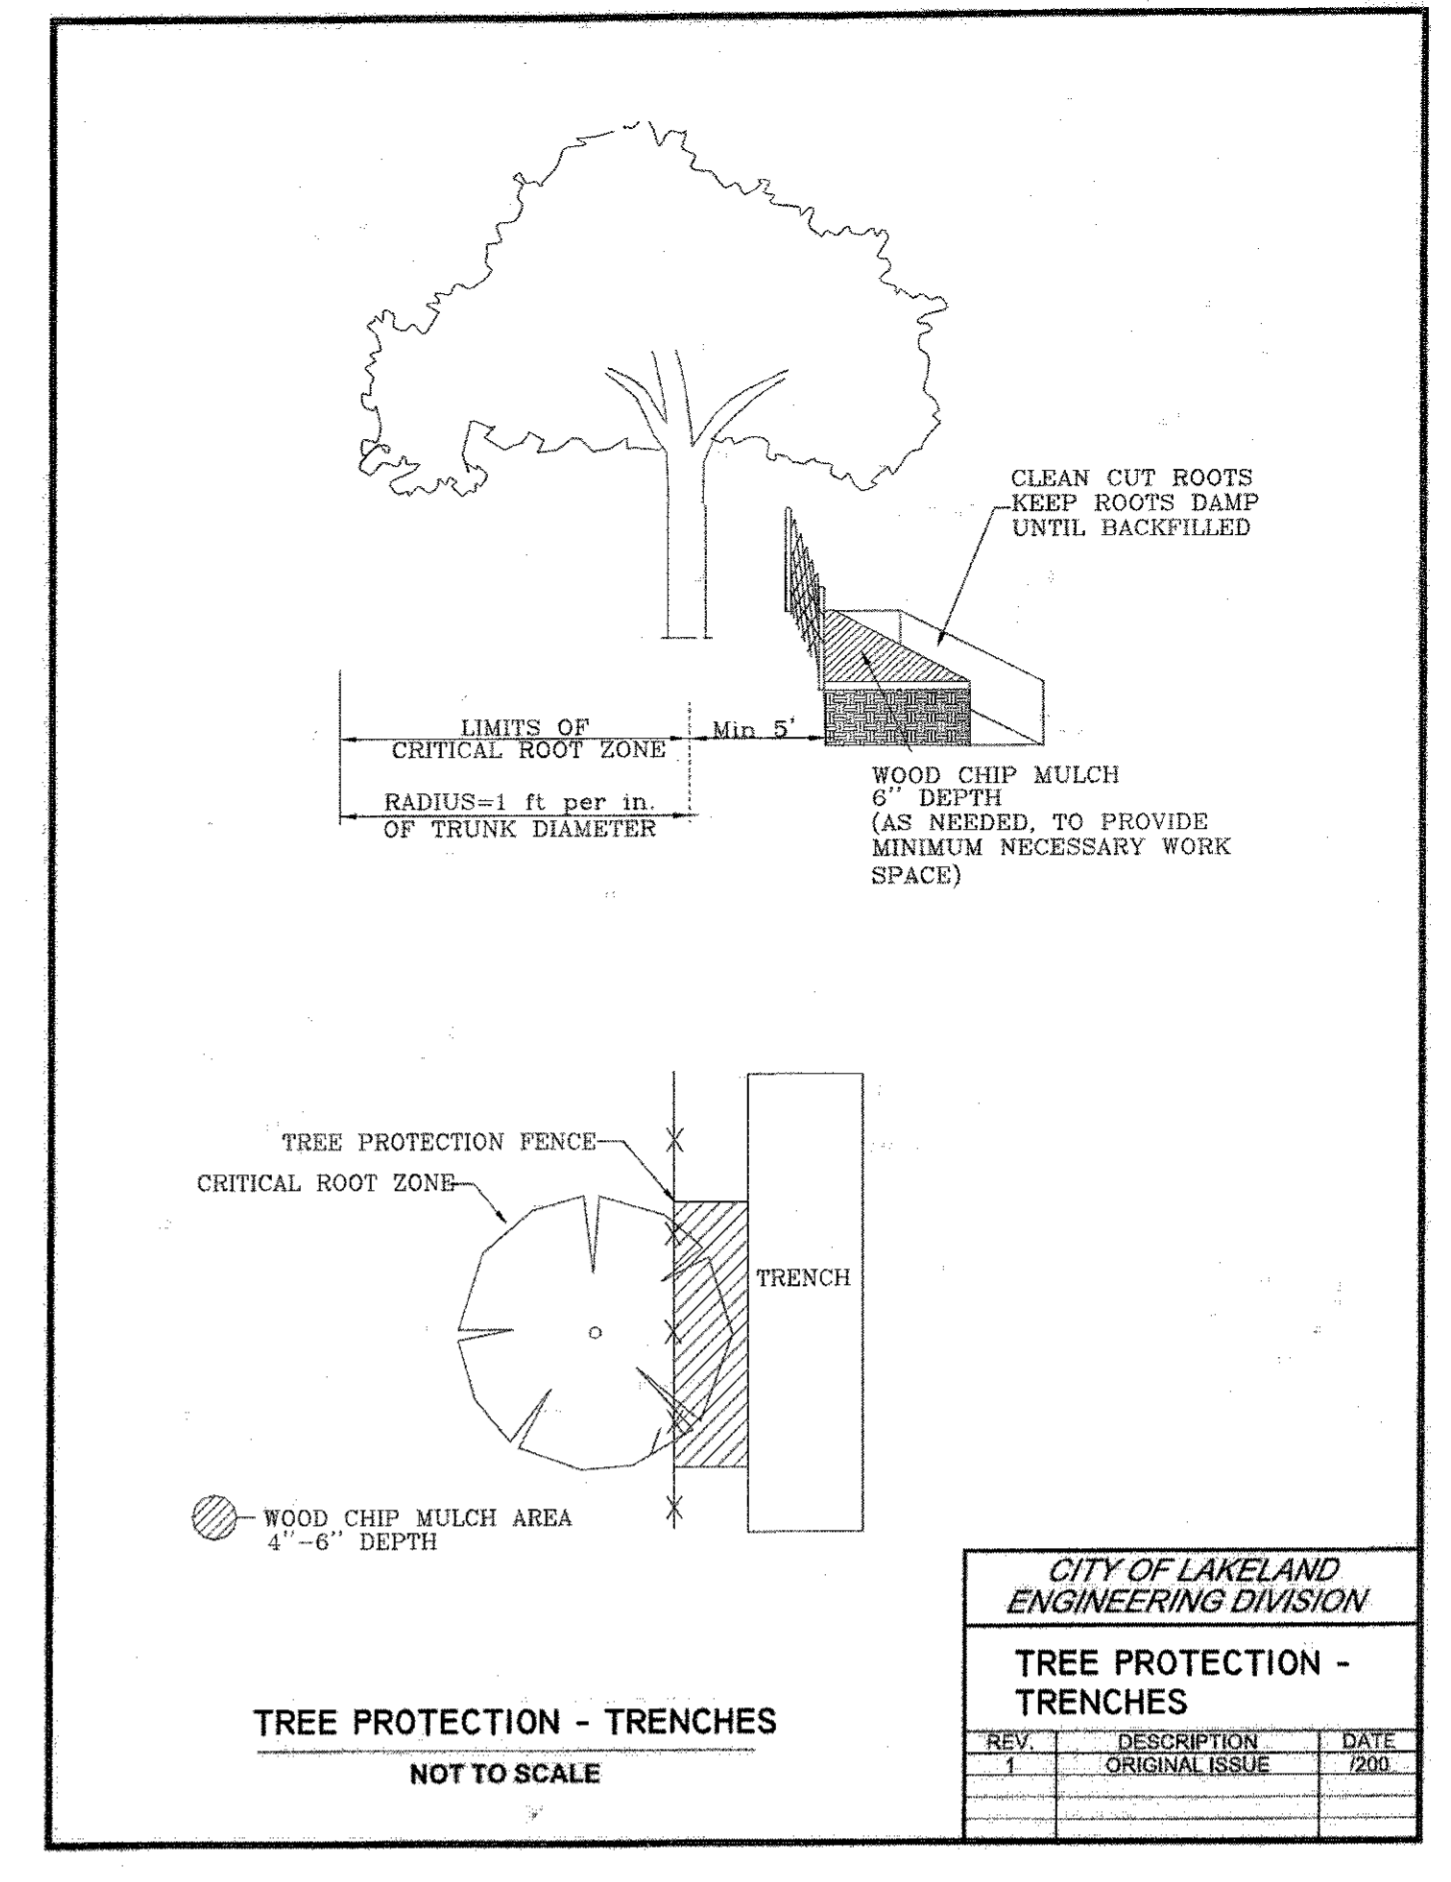 CLEAN CUT ROOTS
KEEP ROOTS DAMP
UNTIL BACKFILLED
LIMITS OF
CRITICAL ROOT ZONE
Min 5'
RADIUS=1 ft per in.
OF TRUNK DIAMETER
WOOD CHIP MULCH
6" DEPTH
(AS NEEDED, TO PROVIDE
MINIMUM NECESSARY WORK
SPACE)
TREE PROTECTION FENCE
CRITICAL ROOT ZONE
TRENCH
WOOD CHIP MULCH AREA
4"-6" DEPTH
TREE PROTECTION - TRENCHES
NOT TO SCALE
CITY OF LAKELAND
ENGINEERING DIVISION
TREE PROTECTION -
TRENCHES
REV. DESCRIPTION DATE
1 ORIGINAL ISSUE /200